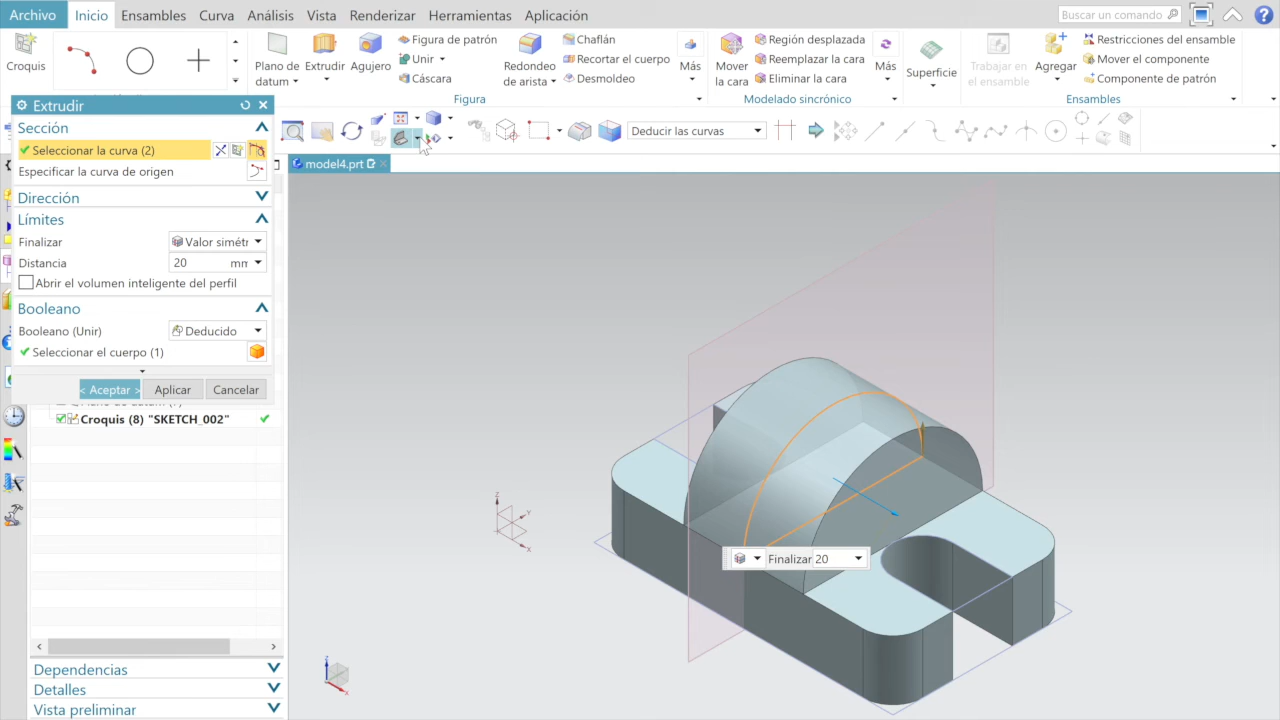 Archivo
Inicio
Ensambles
Curva
Análisis
Vista
Renderizar
Herramientas
Aplicación
Buscar un comando
Croquis
Plano de
datum
Extrudir
Agujero
Figura de patrón
Unir
Cáscara
Redondeo
de arista
Chaflán
Recortar el cuerpo
Desmoldeo
Más
Figura
Mover
la cara
Región desplazada
Reemplazar la cara
Eliminar la cara
Más
Modelado sincrónico
Superficie
Trabajar en
el ensamble
Agregar
Restricciones del ensamble
Mover el componente
Componente de patrón
Ensambles
Deducir las curvas
model4.prt
Extrudir
Sección
Seleccionar la curva (2)
Especificar la curva de origen
Dirección
Límites
Finalizar
Valor simétr
Distancia
20 mm
Abrir el volumen inteligente del perfil
Booleano
Booleano (Unir)
Deducido
Seleccionar el cuerpo (1)
< Aceptar >
Aplicar
Cancelar
Croquis (8) "SKETCH_002"
Dependencias
Detalles
Vista preliminar
Finalizar 20
Z
Y
X
X